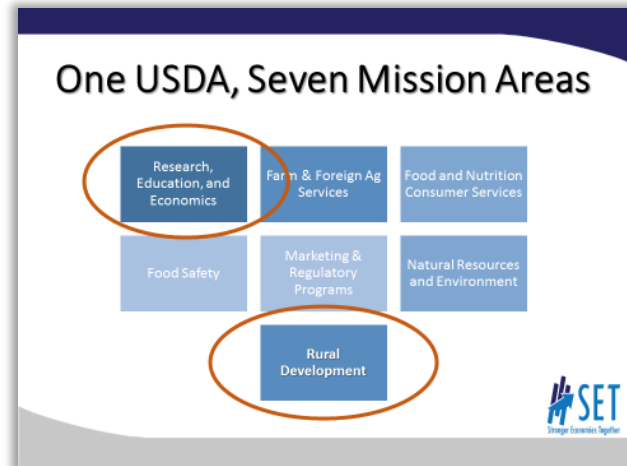 One USDA, Seven Mission Areas
Research,
Education, and
Economics
Farm & Foreign Ag
Services
Food and Nutrition
Consumer Services
Food Safety
Marketing &
Regulatory
Programs
Natural Resources
and Environment
Rural
Development
SET
Stronger Economies Together